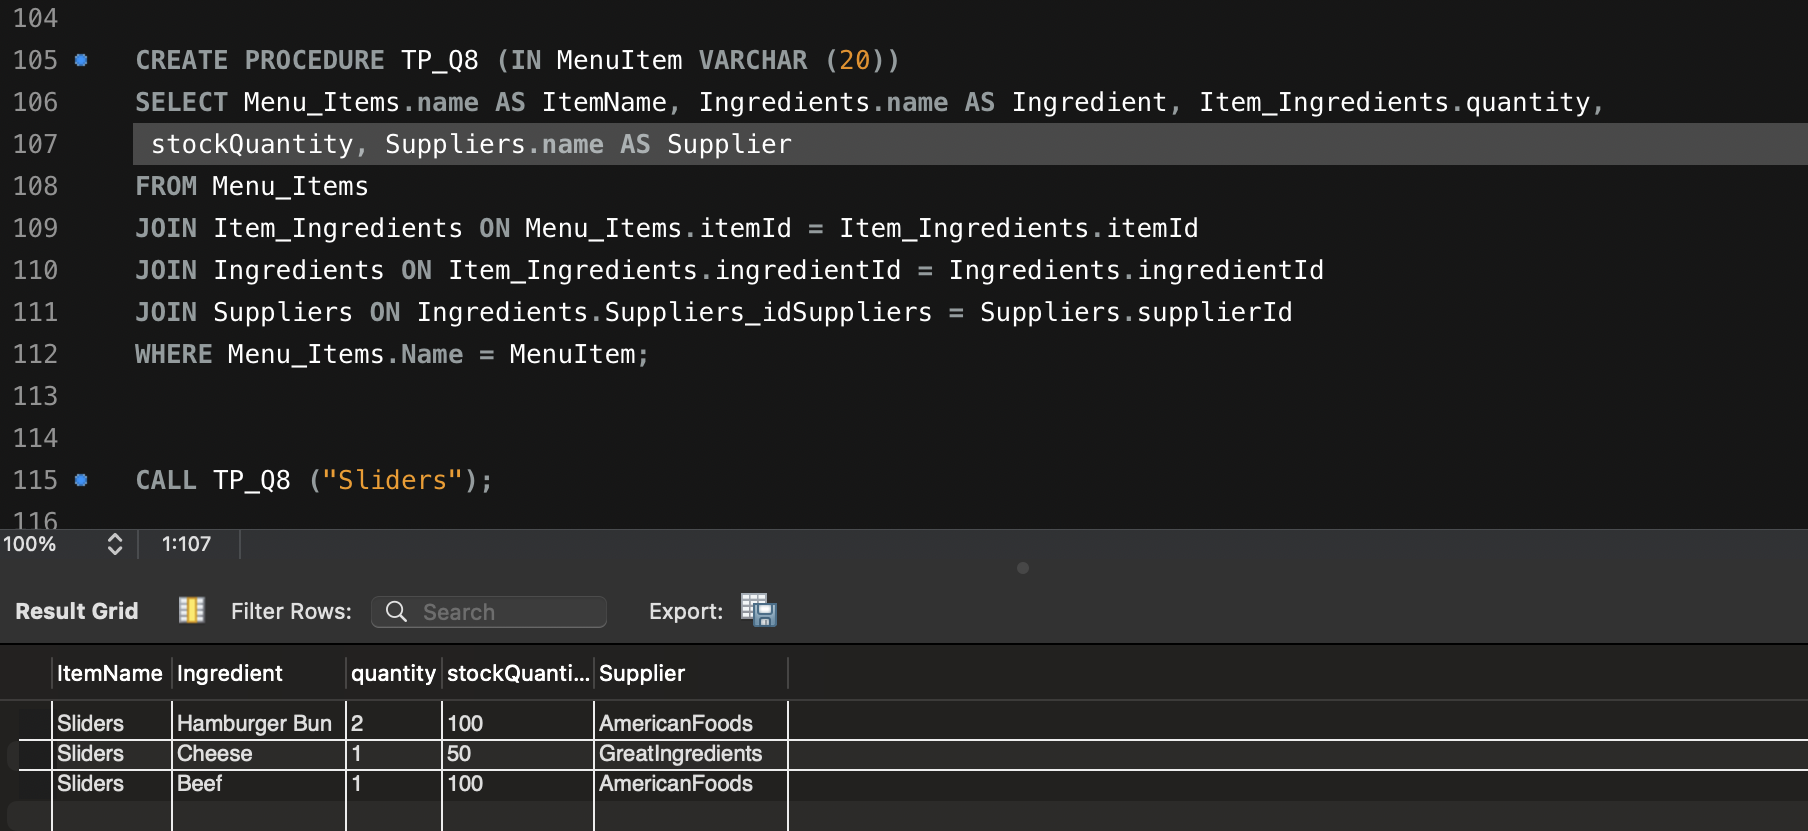 104
105 CREATE PROCEDURE TP_Q8 (IN MenuItem VARCHAR (20))
106 SELECT Menu_Items.name AS ItemName, Ingredients.name AS Ingredient, Item_Ingredients.quantity,
107 stockQuantity, Suppliers.name AS Supplier
108 FROM Menu_Items
109 JOIN Item_Ingredients ON Menu_Items.itemId = Item_Ingredients.itemId
110 JOIN Ingredients ON Item_Ingredients.ingredientId = Ingredients.ingredientId
111 JOIN Suppliers ON Ingredients.Suppliers_idSuppliers = Suppliers.supplierId
112 WHERE Menu_Items.Name = MenuItem;
113
114
115 CALL TP_Q8 ("Sliders");
116
100% 1:107
Result Grid Filter Rows: Search Export:
ItemName Ingredient quantity stockQuanti... Supplier
Sliders Hamburger Bun 2 100 AmericanFoods
Sliders Cheese 1 50 GreatIngredients
Sliders Beef 1 100 AmericanFoods